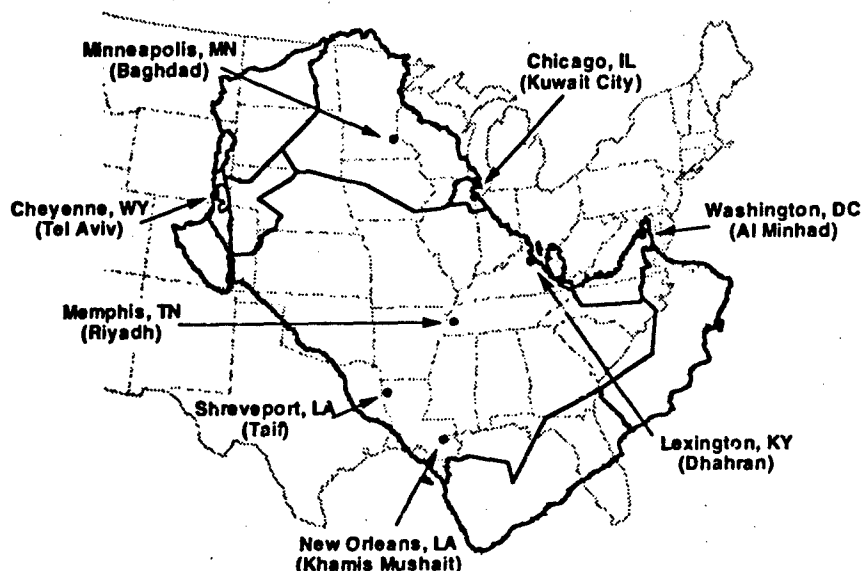 Minneapolis, MN
(Baghdad)
Chicago, IL
(Kuwait City)
Cheyenne, WY
(Tel Aviv)
Washington, DC
(Al Minhad)
Memphis, TN
(Riyadh)
Shreveport, LA
(Taif)
Lexington, KY
(Dhahran)
New Orleans, LA
(Khamis Mushait)